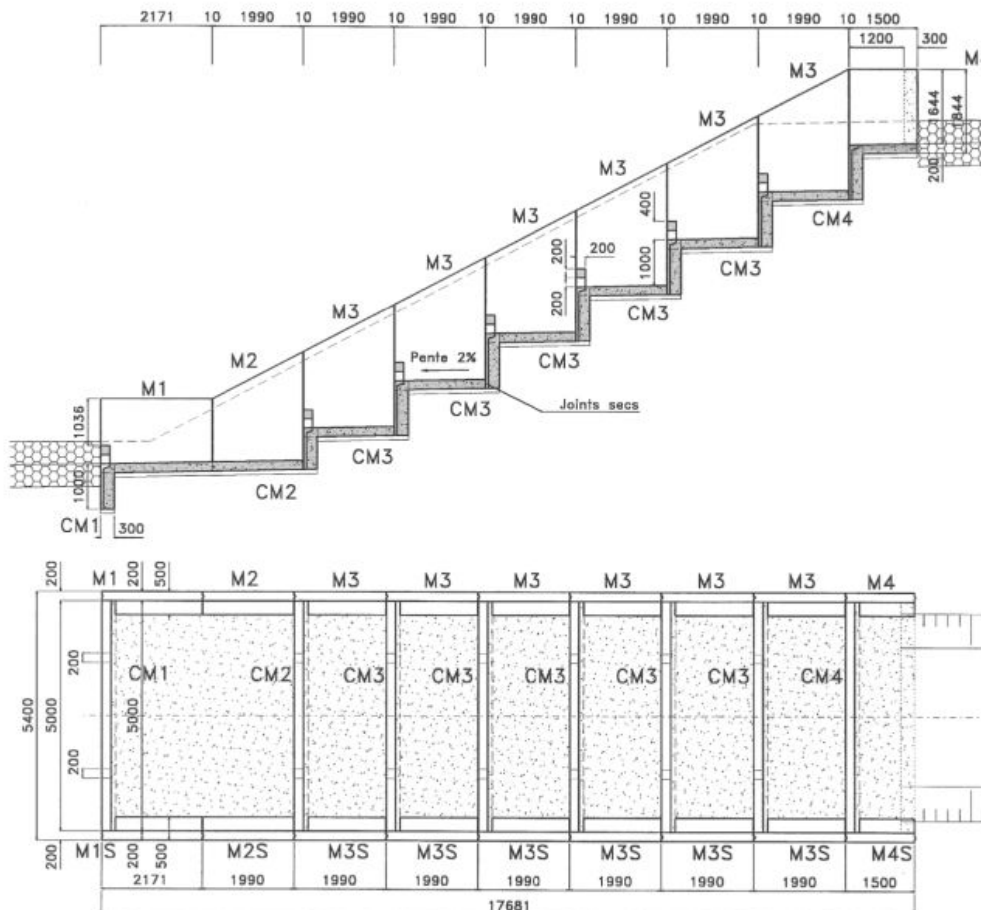 2171 10 1990 10 1990 10 1990 10 1990 10 1990 10 1990 10 1990 10 1500
1200 300
M3
1644
1844
200
M3
M3
M3
400
1000
CM4
M3
200
200
200
CM3
M3
CM3
M3
Pente 2%
CM3
M2
CM3
Joints secs
M1
1036
CM3
1000
CM2
CM1 300
200 M1 200 500 M2 M3 M3 M3 M3 M3 M3 M4
200
CM1 CM2 CM3 CM3 CM3 CM3 CM3 CM4
5400
5000
5000
200
200 M1S 200 500 M2S M3S M3S M3S M3S M3S M3S M4S
2171 1990 1990 1990 1990 1990 1990 1990 1500
17681